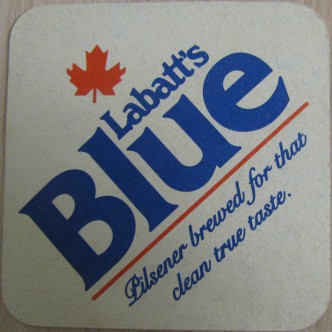 Labatt's
Blue
Pilsener brewed for that
clean true taste.